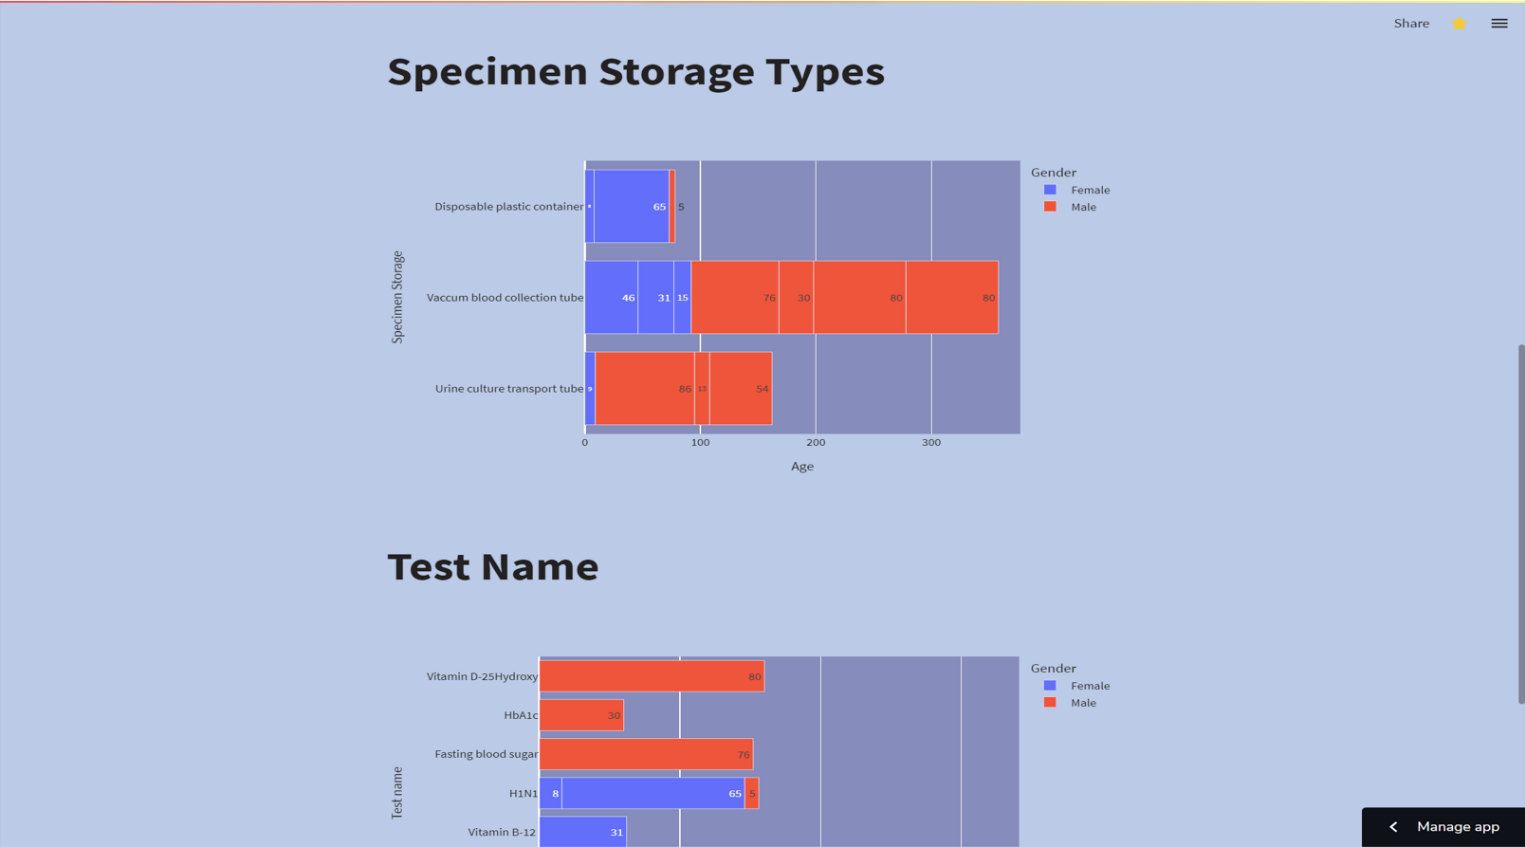 Share
Specimen Storage Types
Gender
Female
Male
Disposable plastic container
65
5
Vaccum blood collection tube
46 31 15 76 30 80 80
Urine culture transport tube
9 86 13 54
Specimen Storage
0 100 200 300
Age
Test Name
Gender
Female
Male
Vitamin D-25Hydroxy
80
HbA1c
30
Fasting blood sugar
76
H1N1
8 65 5
Vitamin B-12
31
Test name
Manage app